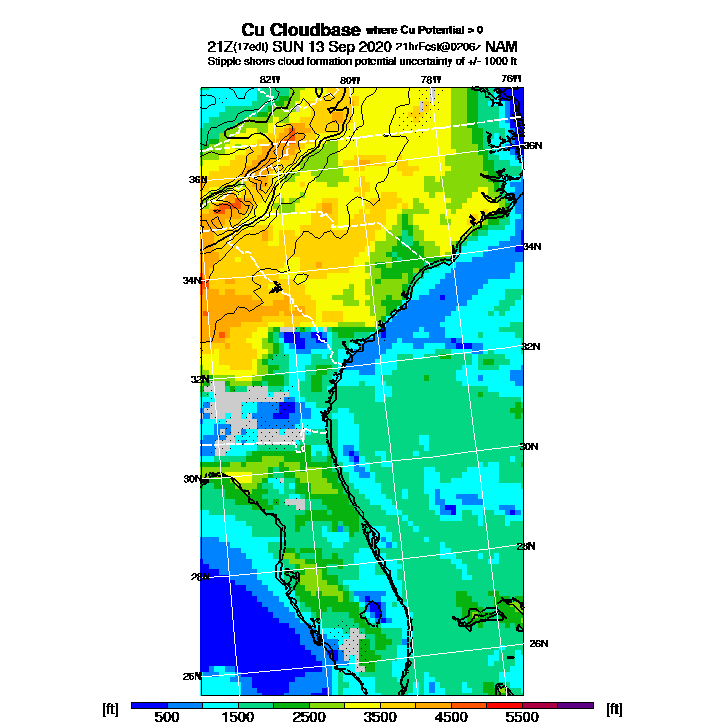 Cu Cloudbase where Cu Potential > 0
21Z(17edt) SUN 13 Sep 2020 21hrFcst@0206z NAM
Stipple shows cloud formation potential uncertainty of +/- 1000 ft
82W 80W 78W 76W
36N
36N
34N
34N
32N
32N
30N
30N
28N
28N
26N
26N
[ft] [ft]
500 1500 2500 3500 4500 5500